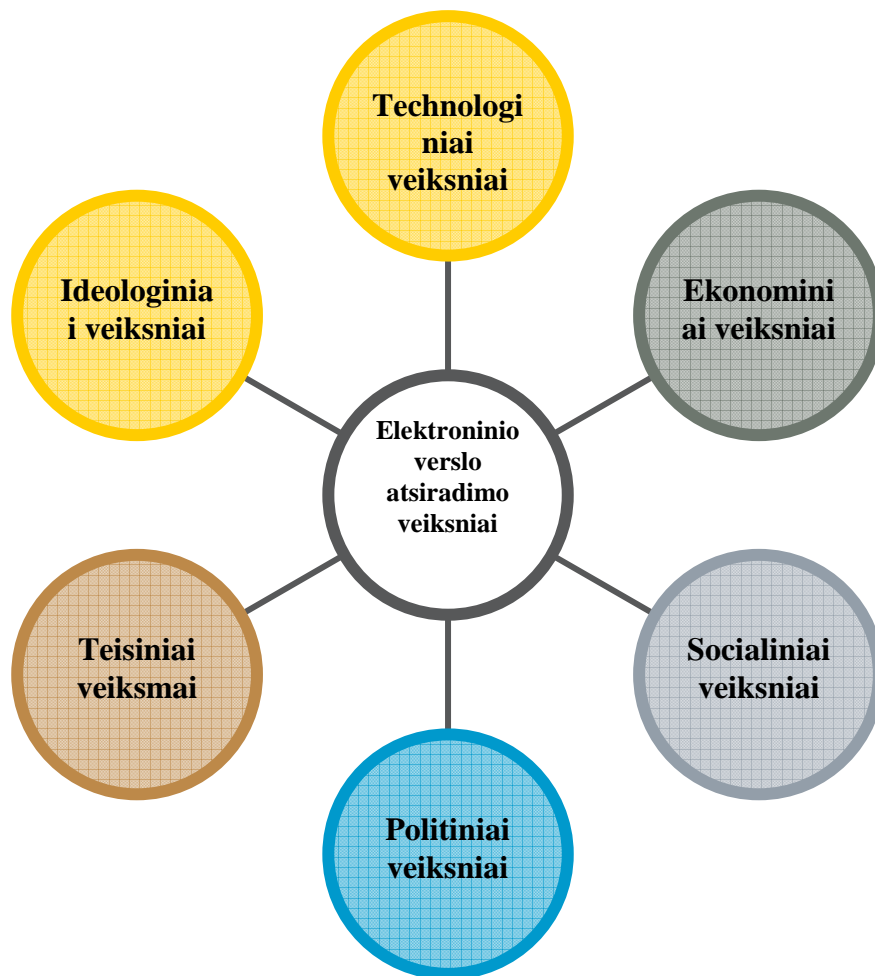 Technologi
niai
veiksniai
Ideologinia
i veiksniai
Ekonomini
ai veiksniai
Elektroninio
verslo
atsiradimo
veiksniai
Teisiniai
veiksmai
Socialiniai
veiksniai
Politiniai
veiksniai